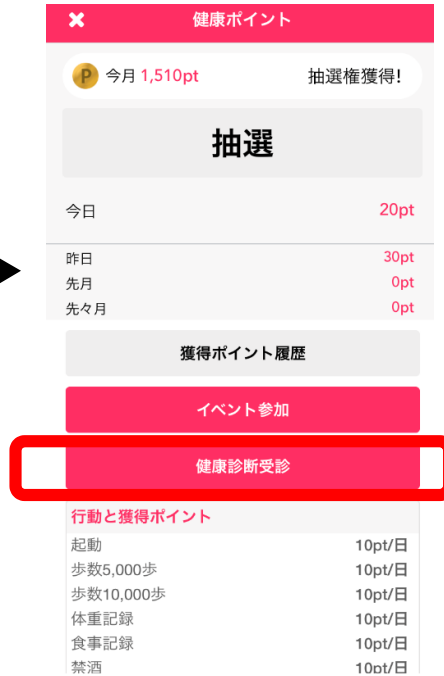 健康ポイント
今月 1,510pt 抽選権獲得!
抽選
今日 20pt
昨日 30pt
先月 0pt
先々月 0pt
獲得ポイント履歴
イベント参加
健康診断受診
行動と獲得ポイント
起動 10pt/日
歩数5,000歩 10pt/日
歩数10,000歩 10pt/日
体重記録 10pt/日
食事記録 10pt/日
禁酒 10pt/日